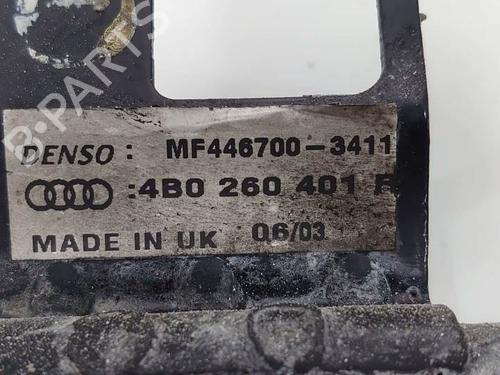 DENSO : MF446700-3411
:4B0 260 401 R
MADE IN UK 06/03
B-PARTS